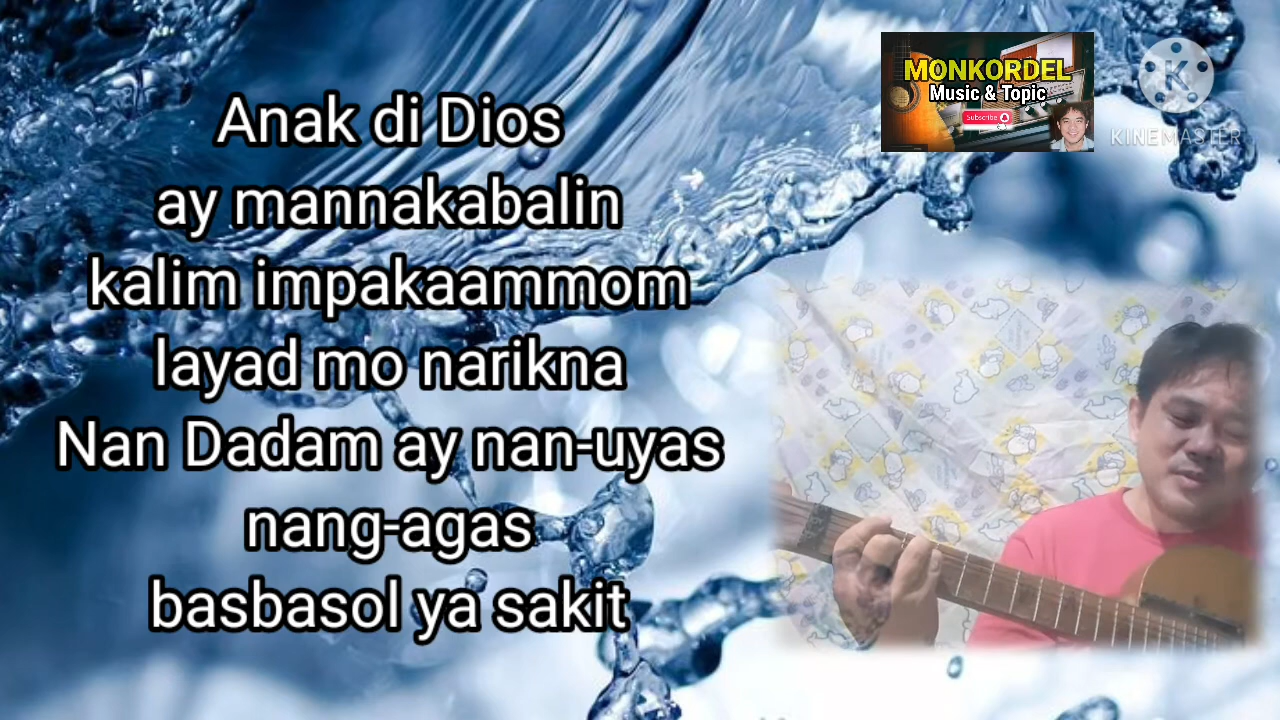 Anak di Dios
ay mannakabalin
kalim impakaammom
layad mo narikna
Nan Dadam ay nan-uyas
nang-agas
basbasol ya sakit
MONKORDEL
Music & Topic
Subscribe
K
KINEMASTER